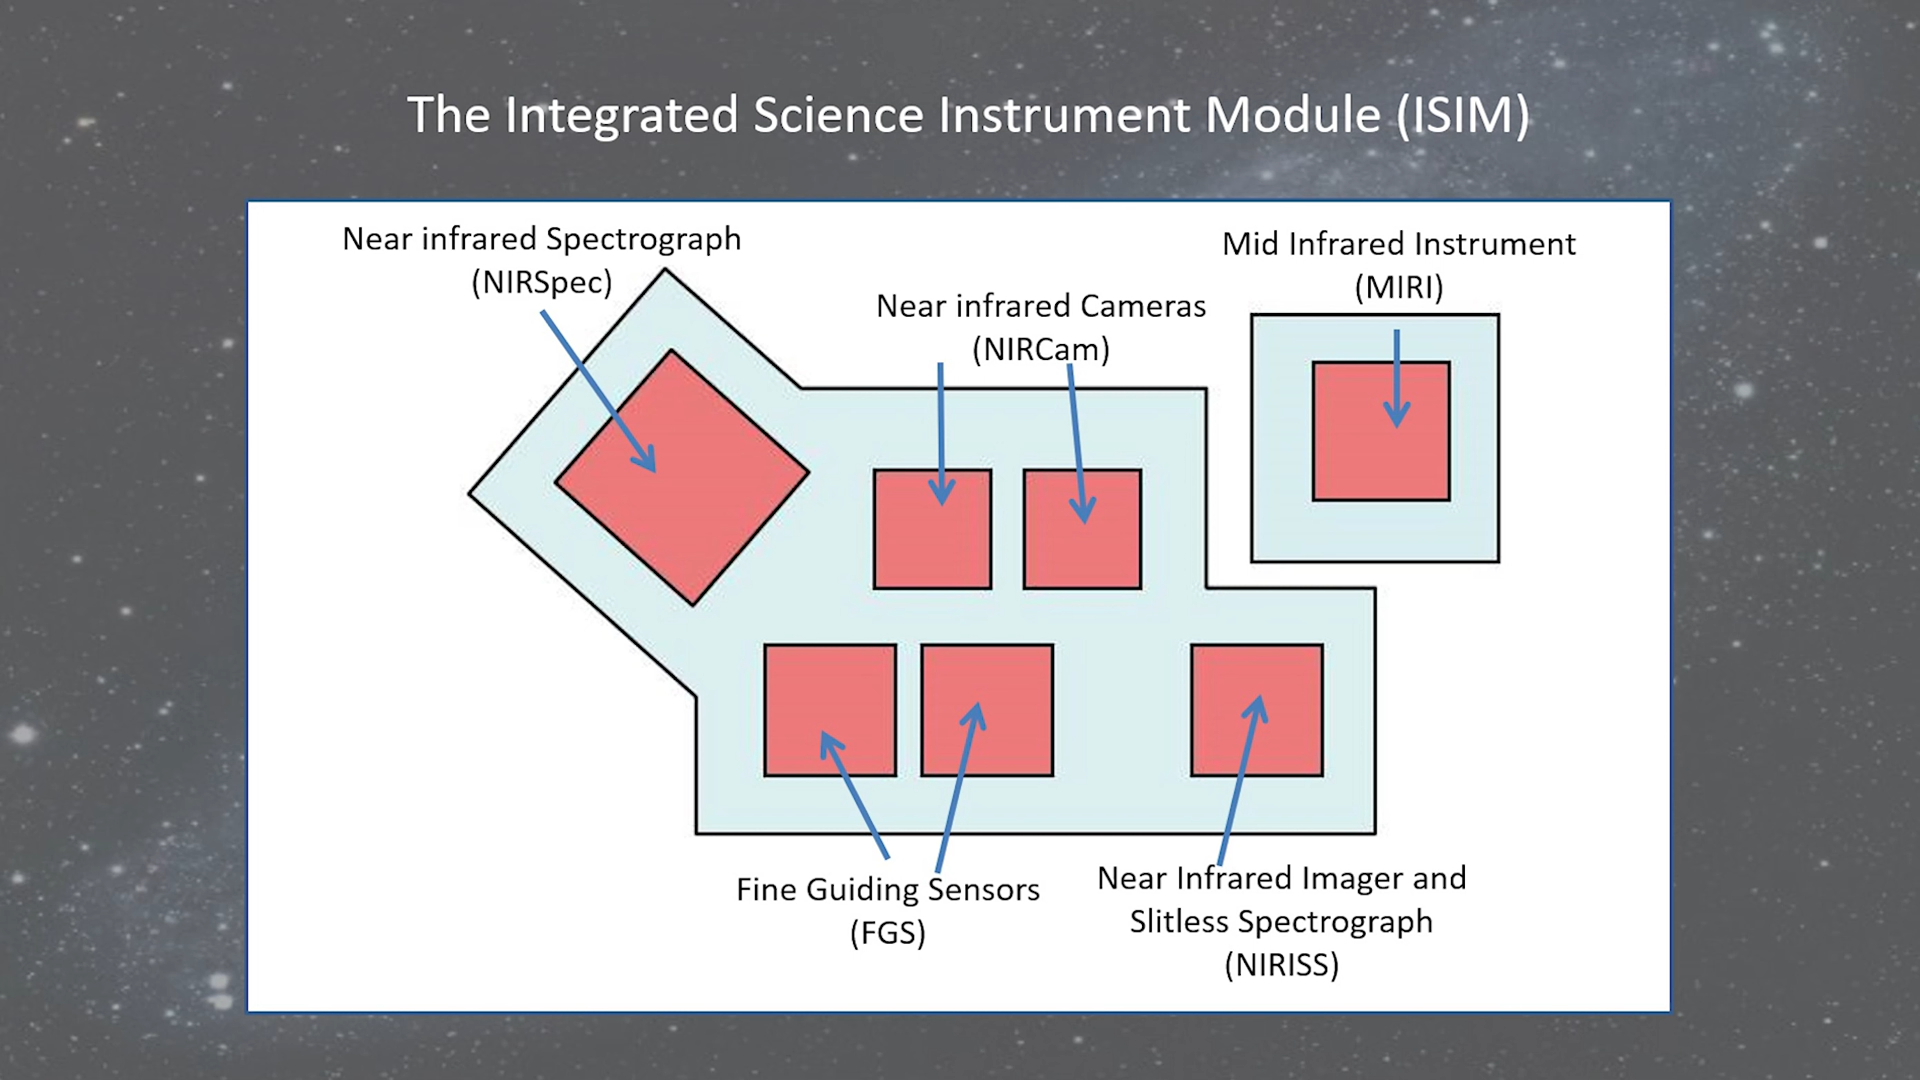 The Integrated Science Instrument Module (ISIM)
Near infrared Spectrograph
(NIRSpec)
Near infrared Cameras
(NIRCam)
Mid Infrared Instrument
(MIRI)
Fine Guiding Sensors
(FGS)
Near Infrared Imager and
Slitless Spectrograph
(NIRISS)